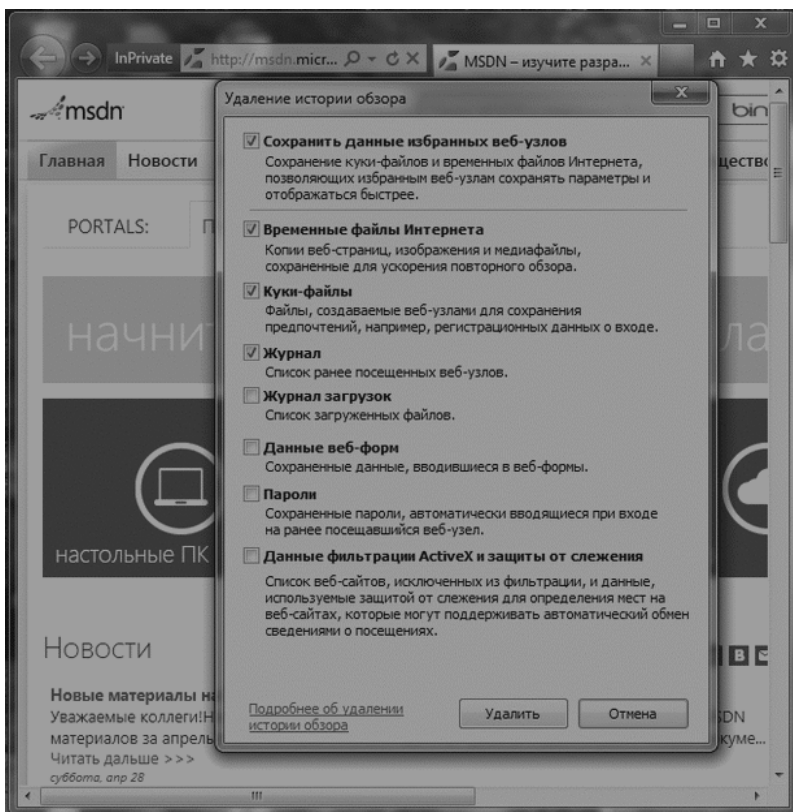 InPrivate
http://msdn.micr...
MSDN – изучите разра...
msdn
bin
Главная Новости
ществ
PORTALS:
П
начни
ла
настольные ПК
Новости
Новые материалы на
Уважаемые коллеги!Н
материалов за апрель
Читать дальше >>>
суббота, апр 28
В
SDN
куме...
Удаление истории обзора
Сохранить данные избранных веб-узлов
Сохранение куки-файлов и временных файлов Интернета,
позволяющих избранным веб-узлам сохранять параметры и
отображаться быстрее.
Временные файлы Интернета
Копии веб-страниц, изображения и медиафайлы,
сохраненные для ускорения повторного обзора.
Куки-файлы
Файлы, создаваемые веб-узлами для сохранения
предпочтений, например, регистрационных данных о входе.
Журнал
Список ранее посещенных веб-узлов.
Журнал загрузок
Список загруженных файлов.
Данные веб-форм
Сохраненные данные, вводившиеся в веб-формы.
Пароли
Сохраненные пароли, автоматически вводящиеся при входе
на ранее посещавшийся веб-узел.
Данные фильтрации ActiveX и защиты от слежения
Список веб-сайтов, исключенных из фильтрации, и данные,
используемые защитой от слежения для определения мест на
веб-сайтах, которые могут поддерживать автоматический обмен
сведениями о посещениях.
Подробнее об удалении
истории обзора
Удалить
Отмена